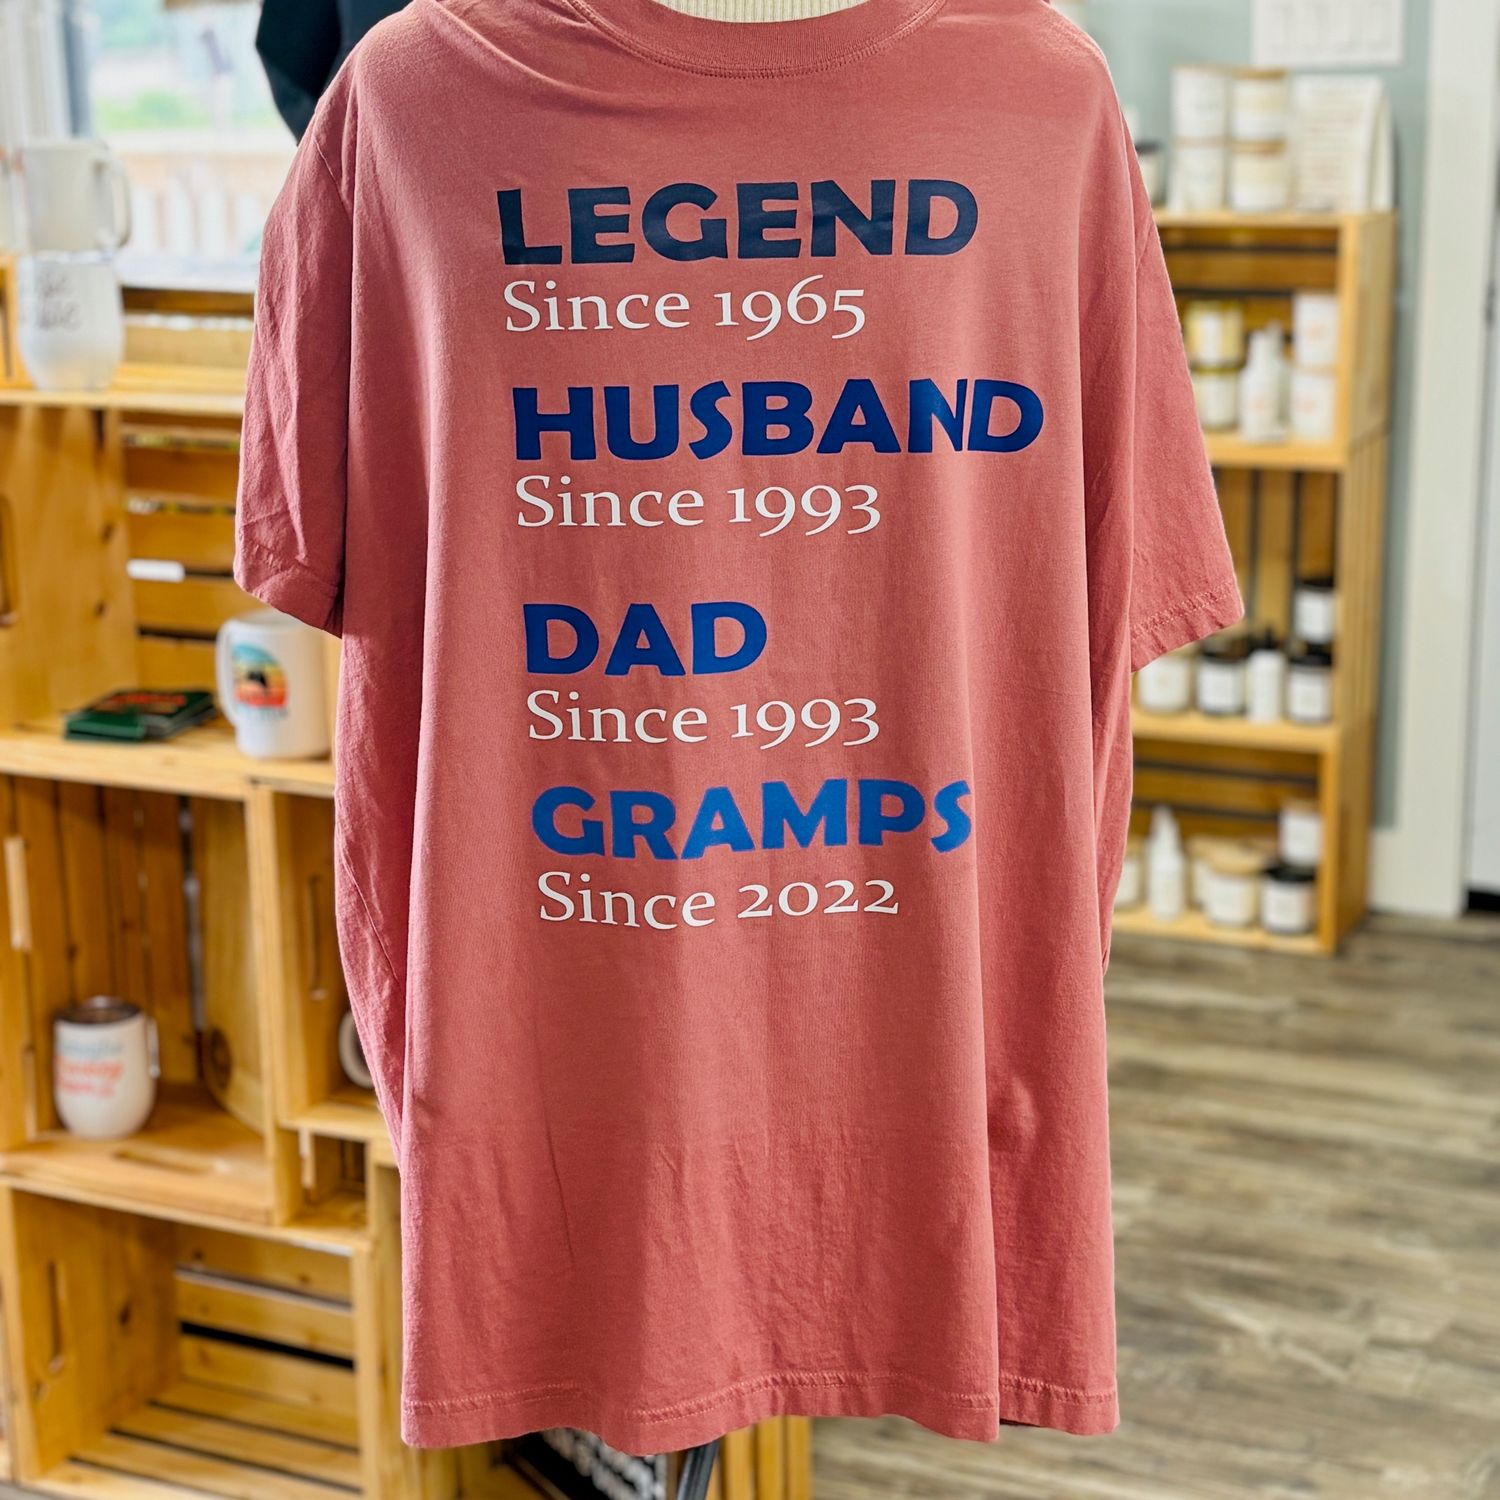 LEGEND
Since 1965
HUSBAND
Since 1993
DAD
Since 1993
GRAMPS
Since 2022